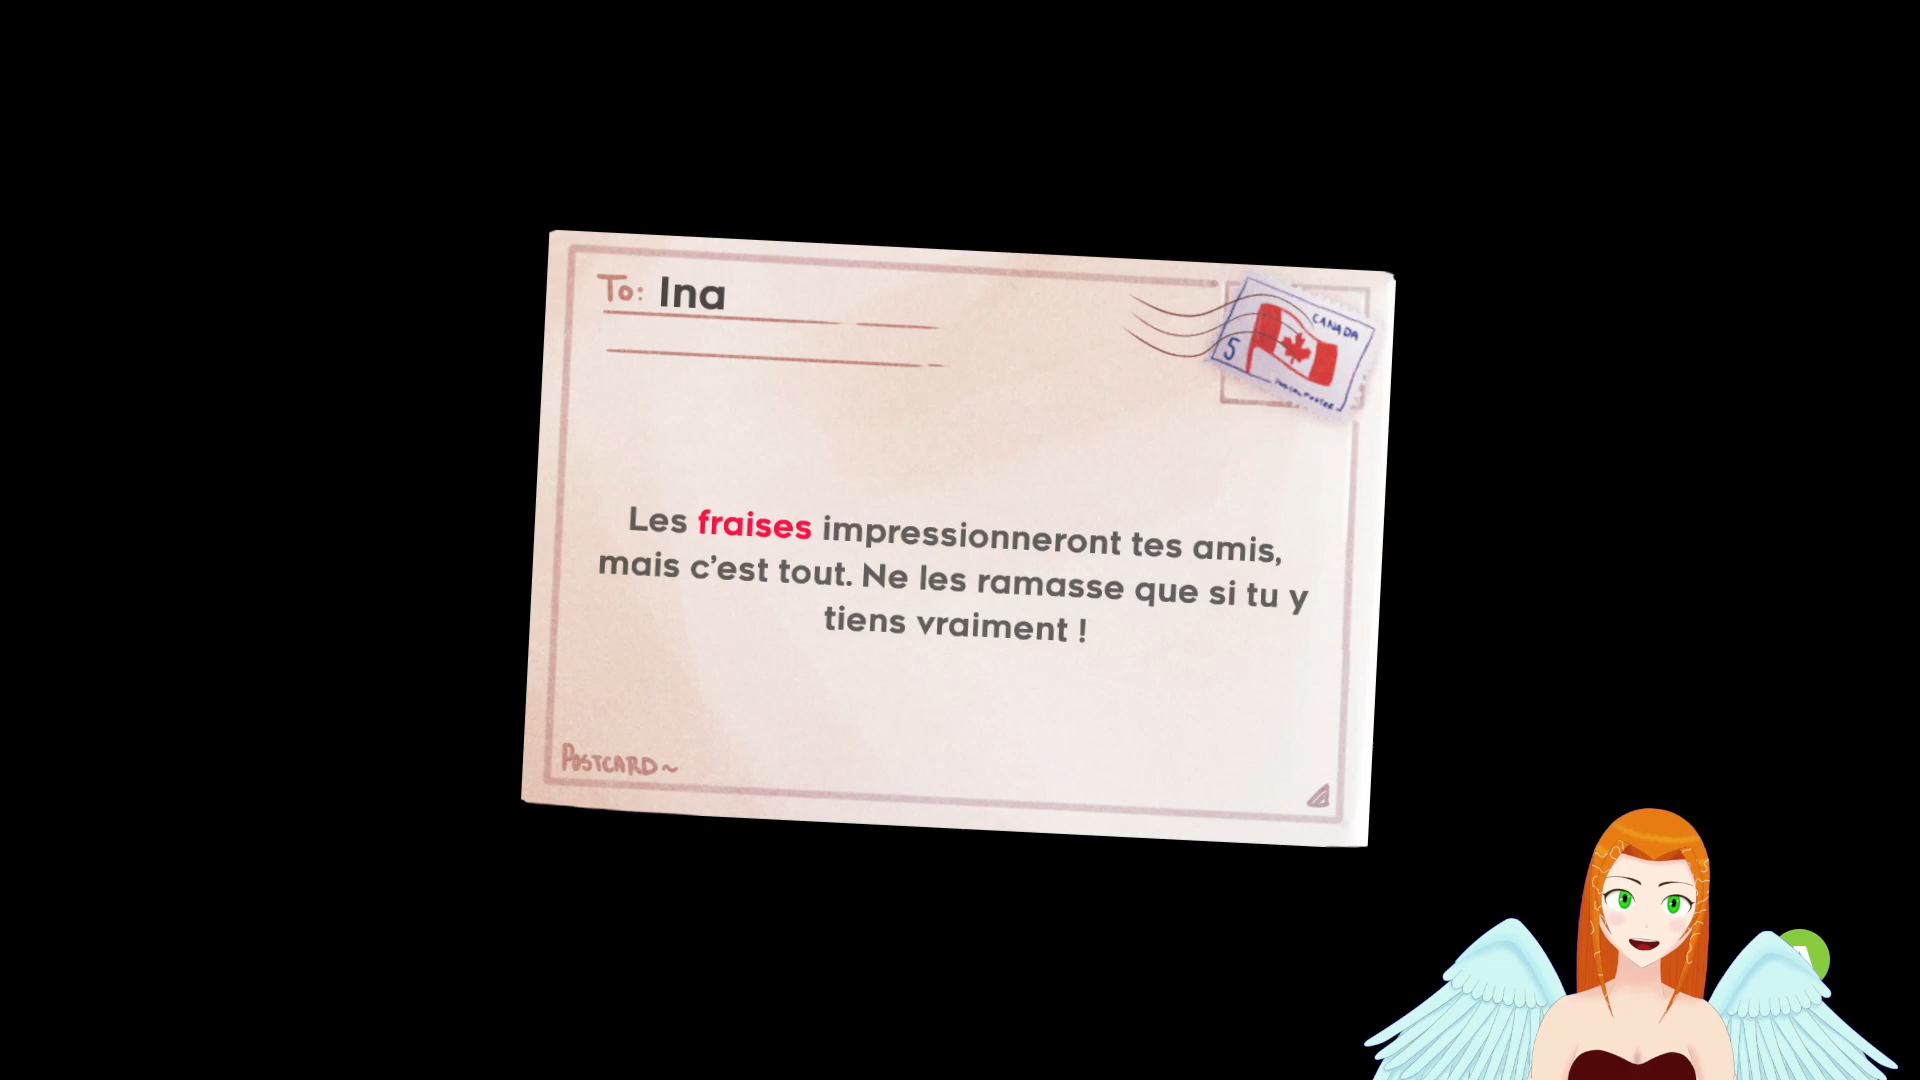 To: Ina
CANADA
5
Les fraises impressionneront tes amis,
mais c’est tout. Ne les ramasse que si tu y
tiens vraiment !
POSTCARD~